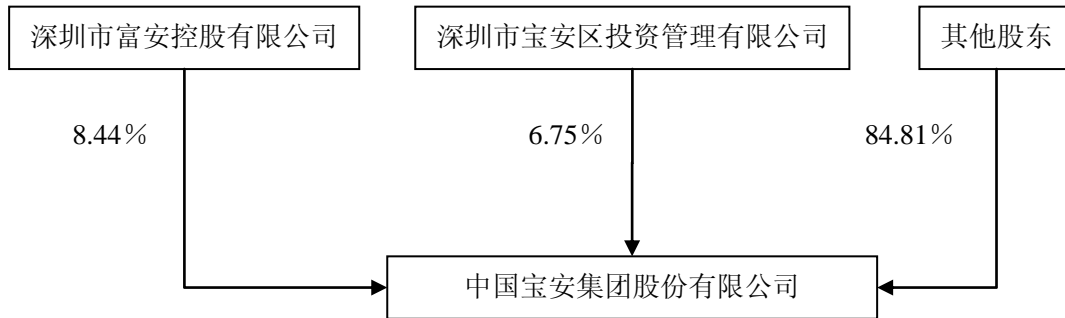 深圳市富安控股有限公司
深圳市宝安区投资管理有限公司
其他股东
8.44％
6.75％
84.81％
中国宝安集团股份有限公司